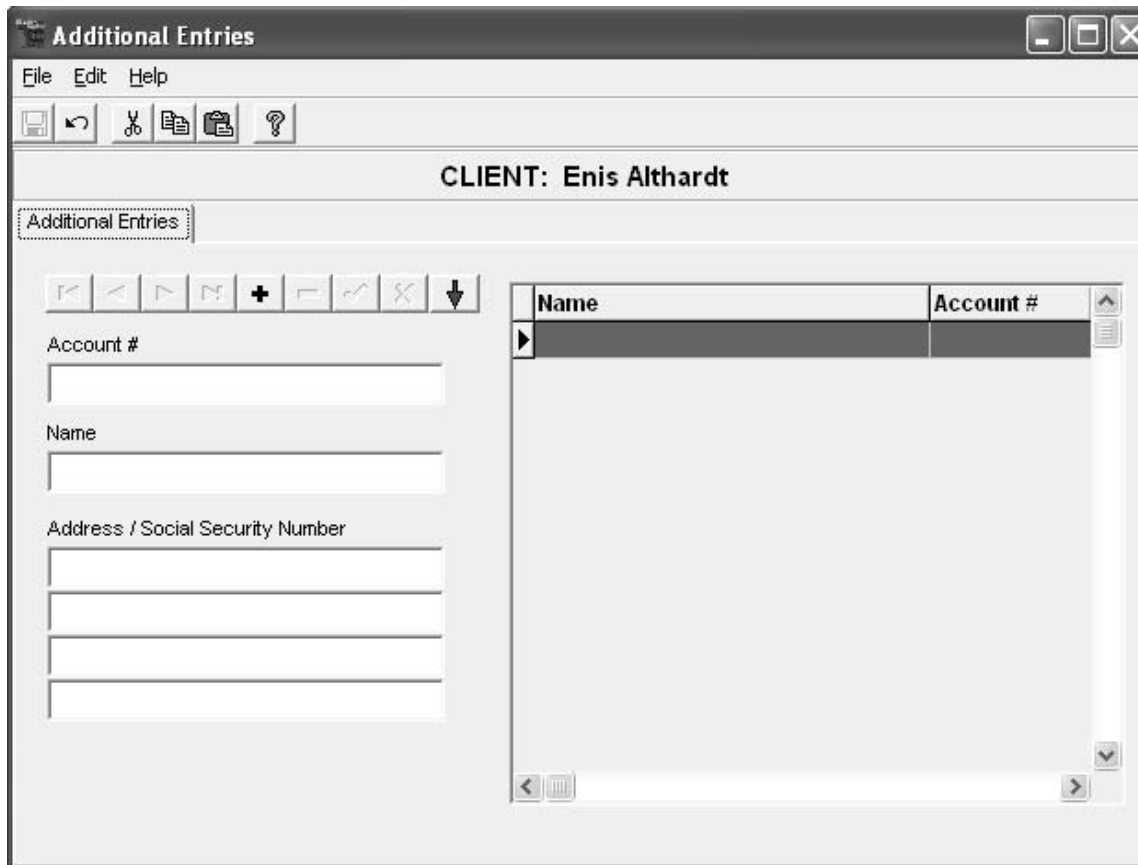 Additional Entries
File Edit Help
CLIENT: Enis Althardt
Additional Entries
Name Account #
Account #
Name
Address / Social Security Number